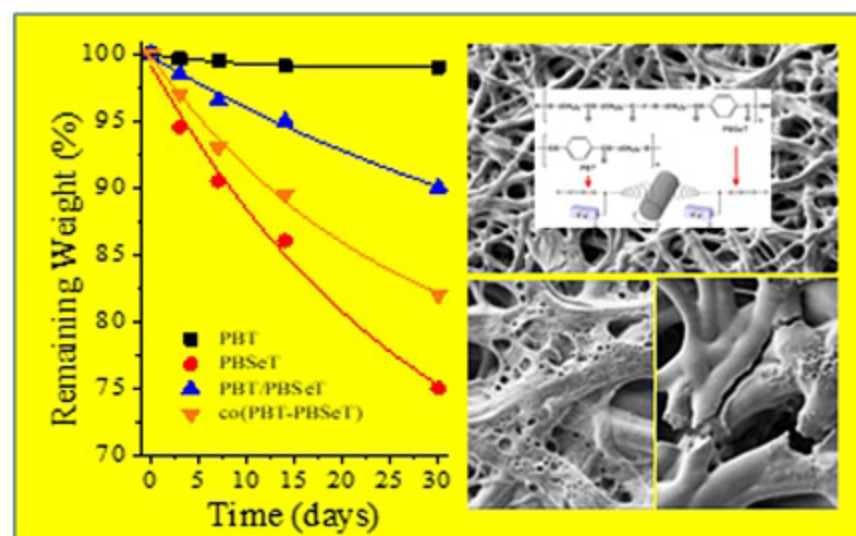 Remaining Weight (%)
100
95
90
85
80
75
70
PBT
PBSeT
PBT/PBSeT
co(PBT-PBSeT)
0 5 10 15 20 25 30
Time (days)
PBSeT
PBT